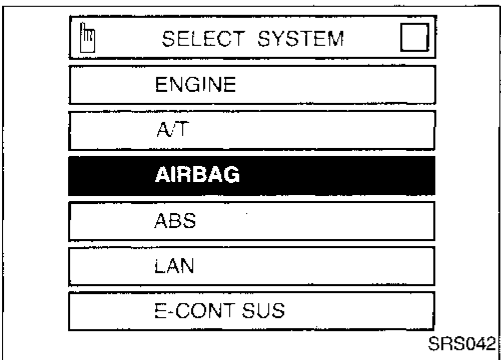 SELECT SYSTEM
ENGINE
A/T
AIRBAG
ABS
LAN
E-CONT SUS
SRS042